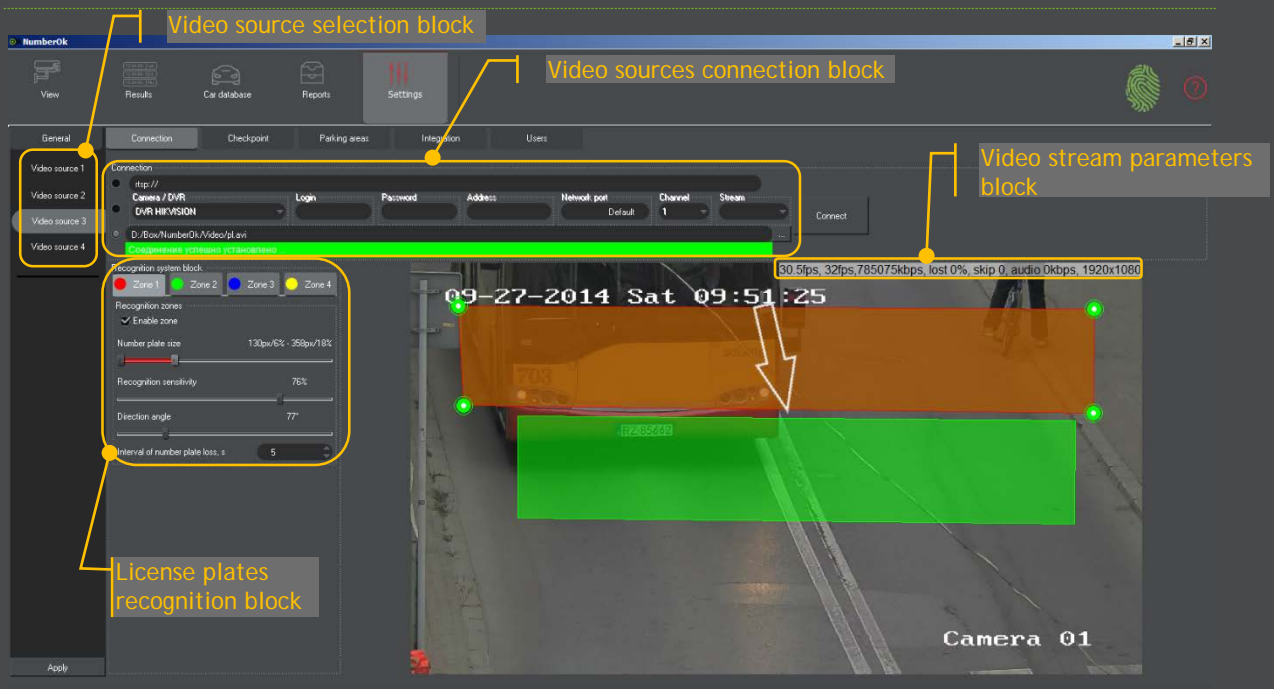 Video source selection block
NumberOk
View
Results
Car database
Reports
Settings
Video sources connection block
General
Connection
Checkpoint
Parking areas
Integration
Users
Video stream parameters
block
Video source 1
Video source 2
Video source 3
Video source 4
Connection
rtsp://
Camera / DVR
Login
Password
Address
Network port
Channel
Stream
DVR HIKVISION
Default
1
Connect
D:/Box/NumberOk/Video/pl.avi
...
Соединение успешно установлено
Recognition system block
Zone 1
Zone 2
Zone 3
Zone 4
30.5fps, 32fps,785075kbps, lost 0%, skip 0, audio 0kbps, 1920x1080
09-27-2014 Sat 09:51:25
Recognition zones
Enable zone
Number plate size
130px/6% - 358px/18%
Recognition sensitivity
76%
703
Direction angle
77°
Interval of number plate loss, s
5
RZ-85662
License plates
recognition block
Camera 01
Apply